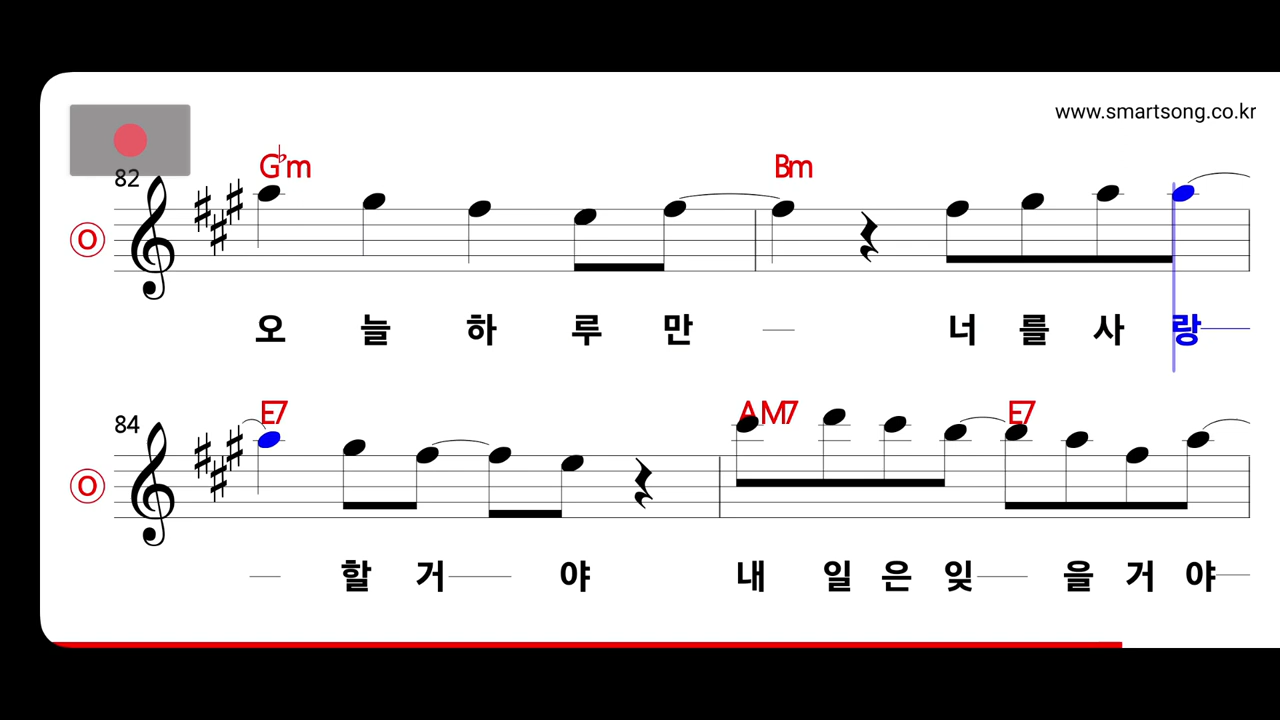 www.smartsong.co.kr
82
G♭m Bm
O
오 늘 하 루 만 너 를 사 랑
84
E7 AM7 E7
O
할 거 야 내 일 은 잊 을 거 야